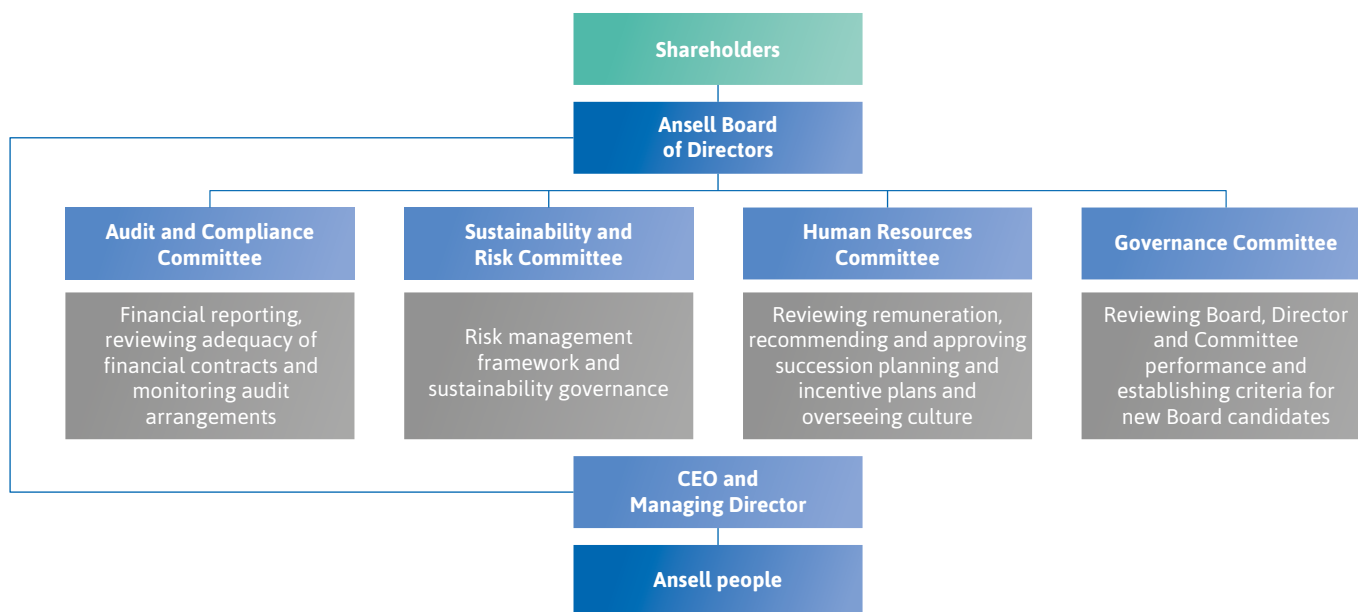 Shareholders
Ansell Board
of Directors
Audit and Compliance
Committee
Financial reporting,
reviewing adequacy of
financial contracts and
monitoring audit
arrangements
Sustainability and
Risk Committee
Risk management
framework and
sustainability governance
Human Resources
Committee
Reviewing remuneration,
recommending and approving
succession planning and
incentive plans and
overseeing culture
Governance Committee
Reviewing Board, Director
and Committee
performance and
establishing criteria for
new Board candidates
CEO and
Managing Director
Ansell people